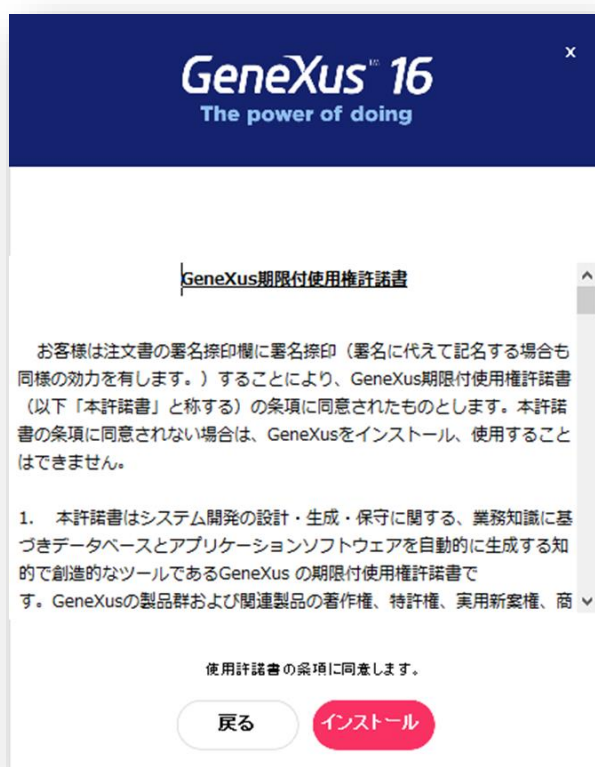 GeneXus™ 16
x
The power of doing
GeneXus期限付使用権許諾書
お客様は注文書の署名捺印欄に署名捺印（署名に代えて記名する場合も
同様の効力を有します。）することにより、GeneXus期限付使用権許諾書
（以下「本許諾書」と称する）の条項に同意されたものとします。本許諾
書の条項に同意されない場合は、GeneXusをインストール、使用すること
はできません。
1. 本許諾書はシステム開発の設計・生成・保守に関する、業務知識に基
づきデータベースとアプリケーションソフトウェアを自動的に生成する知
的で創造的なツールであるGeneXus の期限付使用権許諾書で
す。GeneXusの製品群および関連製品の著作権、特許権、実用新案権、商
使用許諾書の条項に同意します。
戻る
インストール